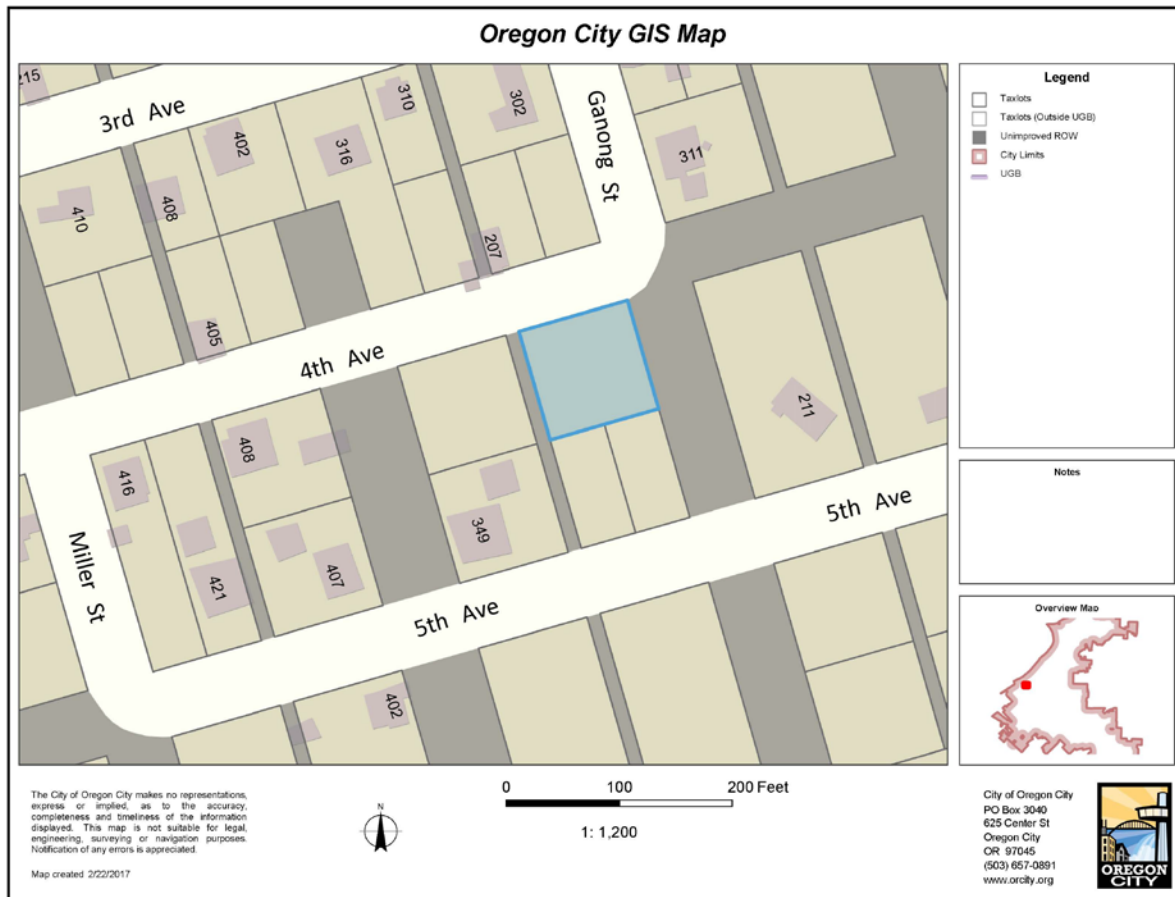 Oregon City GIS Map
215
3rd Ave
402
310
316
302
Ganong St
311
410
408
207
405
4th Ave
211
408
416
349
5th Ave
Miller St
421
407
5th Ave
402
Legend
Taxlots
Taxlots (Outside UGB)
Unimproved ROW
City Limits
UGB
Notes
Overview Map
The City of Oregon City makes no representations,
express or implied, as to the accuracy,
completeness and timeliness of the information
displayed. This map is not suitable for legal,
engineering, surveying or navigation purposes.
Notification of any errors is appreciated.
Map created 2/22/2017
N
0 100 200 Feet
1: 1,200
City of Oregon City
PO Box 3040
625 Center St
Oregon City
OR 97045
(503) 657-0891
www.orcity.org
OREGON
CITY